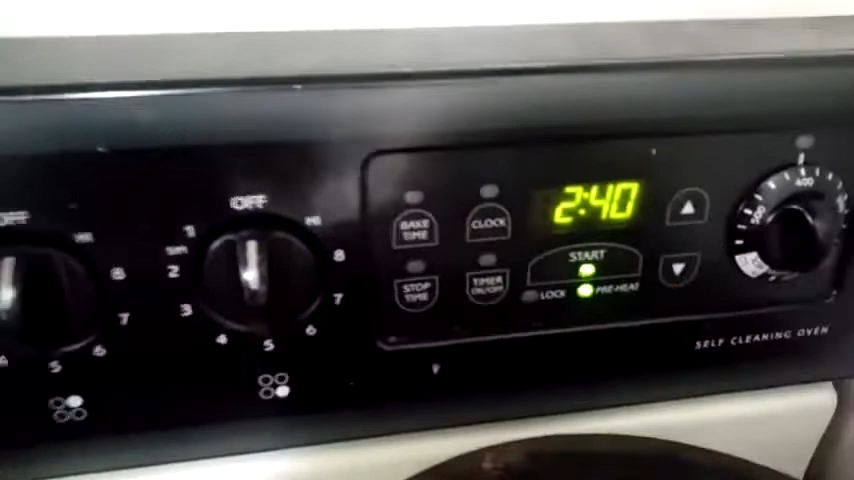 OFF
HI
8
7
6
5
OFF
HI
1
SIM
2
3
4
5
6
7
8
BAKE
TIME
CLOCK
2:40
STOP
TIME
TIMER
ON/OFF
START
LOCK
PRE-HEAT
400
SELF CLEANING OVEN